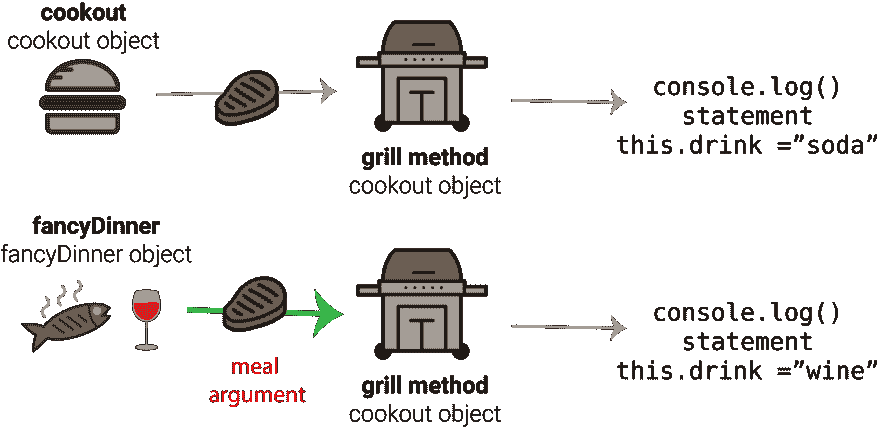 cookout
cookout object
grill method
cookout object
console.log()
statement
this.drink =”soda”
fancyDinner
fancyDinner object
meal
argument
grill method
cookout object
console.log()
statement
this.drink =”wine”